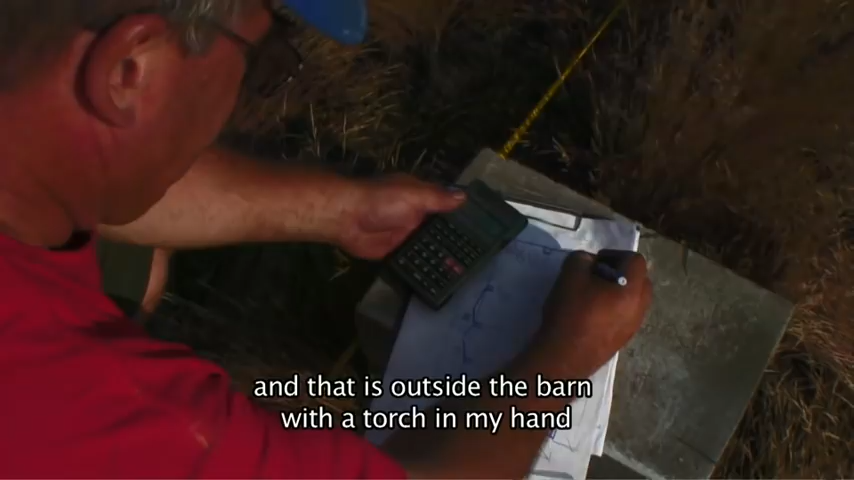 and that is outside the barn
with a torch in my hand